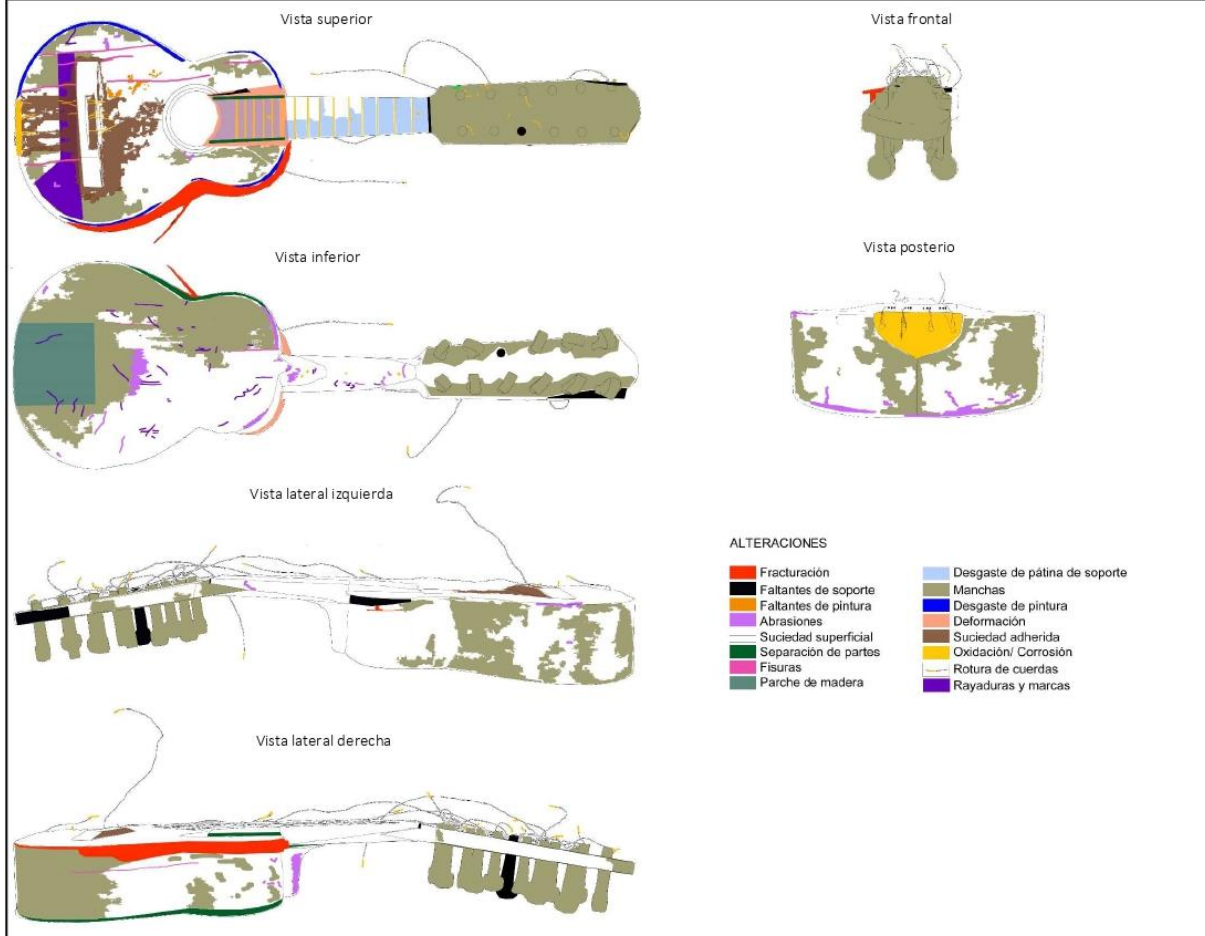 Vista superior
Vista frontal
Vista inferior
Vista posterio
Vista lateral izquierda
Vista lateral derecha
ALTERACIONES
Fracturación
Faltantes de soporte
Faltantes de pintura
Abrasiones
Suciedad superficial
Separación de partes
Fisuras
Parche de madera
Desgaste de pátina de soporte
Manchas
Desgaste de pintura
Deformación
Suciedad adherida
Oxidación/ Corrosión
Rotura de cuerdas
Rayaduras y marcas